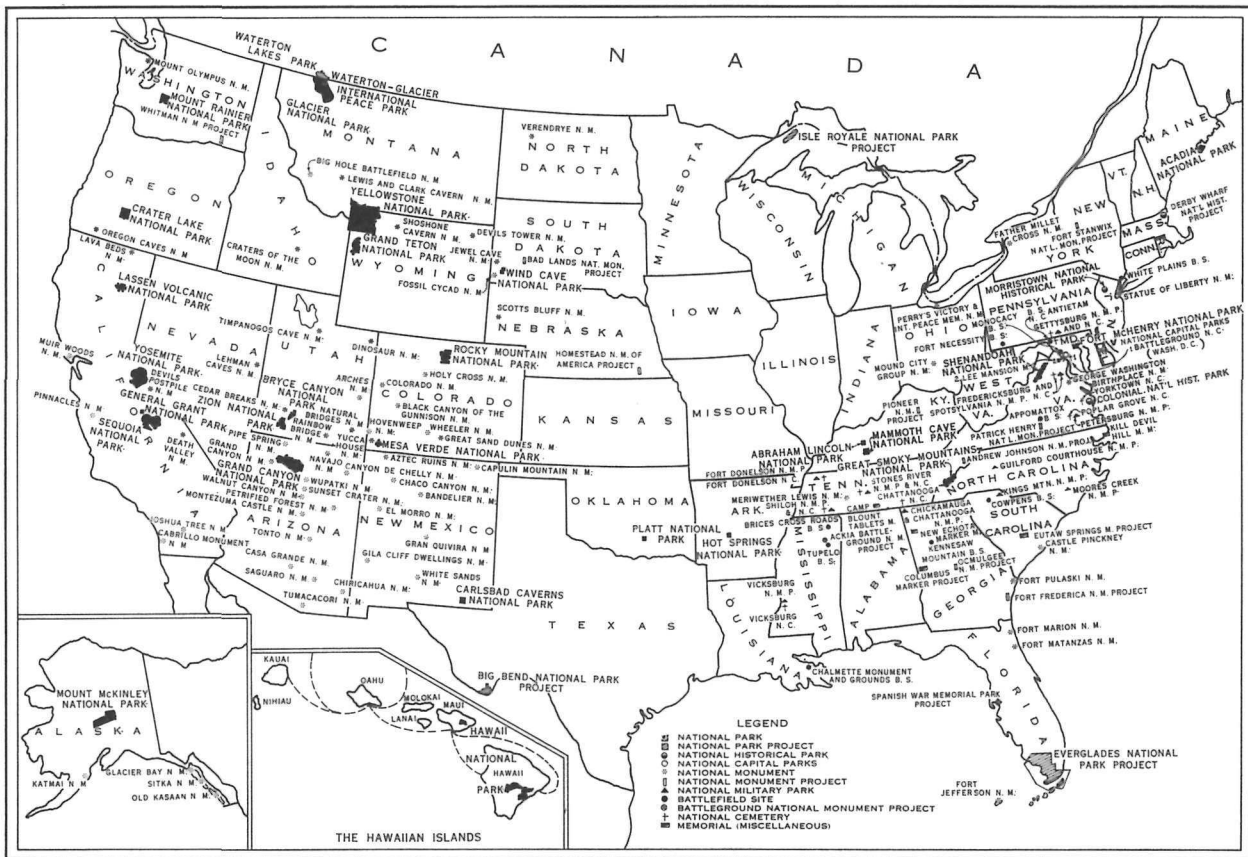 C A N A D A
WATERTON
LAKES PARK
WATERTON-GLACIER
INTERNATIONAL
PEACE PARK
GLACIER
NATIONAL PARK
MONTANA
MOUNT OLYMPUS N. M.
WASHINGTON
MOUNT RAINIER
NATIONAL PARK
WHITMAN N M PROJECT
IDAHO
BIG HOLE BATTLEFIELD N. M
LEWIS AND CLARK CAVERN N. M.
YELLOWSTONE
NATIONAL PARK
OREGON
CRATER LAKE
NATIONAL PARK
OREGON CAVES N M
LAVA BEDS
N M
CRATERS OF THE
MOON N. M.
SHOSHONE
CAVERN N M
GRAND TETON
NATIONAL PARK
WYOMING
DEVILS TOWER N. M.
JEWEL CAVE
N. M.
FOSSIL CYCAD N. M
VERENDRYE N. M.
NORTH
DAKOTA
SOUTH
DAKOTA
BAD LANDS NAT. MON.
PROJECT
WIND CAVE
NATIONAL PARK
SCOTTS BLUFF N. M.
NEBRASKA
HOMESTEAD N. M. OF
AMERICA PROJECT
MINNESOTA
WISCONSIN
MICHIGAN
ISLE ROYALE NATIONAL PARK
PROJECT
IOWA
ILLINOIS
INDIANA
OHIO
MAINE
ACADIA
NATIONAL PARK
VT.
N.H.
MASS
CONN.
DERBY WHARF
NAT'L HIST.
PROJECT
NEW
YORK
FATHER MILLET
CROSS N. M.
FORT STANWIX
NAT'L. MON. PROJECT
WHITE PLAINS B. S.
STATUE OF LIBERTY N. M.
MORRISTOWN NATIONAL
HISTORICAL PARK
PENNSYLVANIA
PERRY'S VICTORY &
INT. PEACE MEM. N. M.
MONOCACY
B. S.
ANTIETAM
B. S. N. C.
GETTYSBURG N. M. P.
AND N. C.
FORT NECESSITY
B. S.
MD.
FORT MCHENRY NATIONAL PARK
NATIONAL CAPITAL PARKS
BATTLEGROUND N. C.
(WASH. D. C.)
MOUND CITY
GROUP N. M.
SHENANDOAH
NATIONAL PARK
LEE MANSION
CITY
WEST
VA.
GEORGE WASHINGTON
BIRTHPLACE N. M.
YORKTOWN N. C.
COLONIAL NAT'L HIST. PARK
FREDERICKSBURG AND
SPOTSYLVANIA N. M. P. N. C.
VA.
APPOMATTOX
POPLAR GROVE N. C.
PATRICK HENRY
NAT'L. MON. PROJECT
PETERSBURG N. M. P.
KILL DEVIL
HILL M. M.
PIONEER
N. M.
PROJECT
KY.
MAMMOTH CAVE
NATIONAL PARK
ABRAHAM LINCOLN
NATIONAL PARK
GREAT SMOKY MOUNTAINS
NATIONAL PARK
ANDREW JOHNSON N. M. PROJECT
GUILFORD COURTHOUSE N. M. P.
NORTH CAROLINA
FORT DONELSON N. M. P.
FORT DONELSON N. C.
TENN.
STONES RIVER
N. M. P & N. C
CHATTANOOGA
N. C
MERIWETHER LEWIS N. M.
SHILOH N. M. P.
N. C
KINGS MTN. N. M. P.
COWPENS B. S.
MOORES CREEK
N. M. P.
SOUTH
CAROLINA
EUTAW SPRINGS M. PROJECT
CASTLE PINCKNEY
N. M.
CHICKAMAUGA
CHATTANOOGA
N. M. P.
NEW ECHOTA
MARKER M.
KENNESAW
MOUNTAIN B. S.
OCMULGEE
N. M. PROJECT
COLUMBUS
MARKER PROJECT
CAMP
BLOUNT
TABLETS M.
ACKIA BATTLE-
GROUND N. M.
PROJECT
BRICES CROSS ROADS
B S
TUPELO
B. S.
GEORGIA
ALABAMA
MISSISSIPPI
FORT PULASKI N. M.
FORT FREDERICA N. M. PROJECT
FORT MARION N. M.
FORT MATANZAS N. M.
FLORIDA
LASSEN VOLCANIC
NATIONAL PARK
CALIFORNIA
NEVADA
UTAH
TIMPANOGOS CAVE N. M.
LEHMAN
CAVES N. M.
DINOSAUR N. M.
MUIR WOODS
N. M.
YOSEMITE
NATIONAL PARK
DEVILS
POSTPILE
N M
CEDAR BREAKS N. M.
BRYCE CANYON
NATIONAL
PARK
ARCHES
N M
NATURAL
BRIDGES
N. M.
ZION
NATIONAL
PARK
RAINBOW
BRIDGE
PINNACLES N M
GENERAL GRANT
NATIONAL PARK
SEQUOIA
NATIONAL
PARK
DEATH
VALLEY
N. M.
PIPE SPRING
N M
GRAND
CANYON N M
GRAND CANYON
NATIONAL PARK
YUCCA
HOUSE
N M
HOVENWEEP
N. M.
ROCKY MOUNTAIN
NATIONAL PARK
HOLY CROSS N. M.
COLORADO N. M.
COLORADO
BLACK CANYON OF THE
GUNNISON N. M.
WHEELER N. M.
GREAT SAND DUNES N. M.
MESA VERDE NATIONAL PARK
AZTEC RUINS N M
CAPULIN MOUNTAIN N M
NAVAJO
N M
CANYON DE CHELLY N M
CHACO CANYON N M
BANDELIER N. M.
WUPATKI N M
WALNUT CANYON N M
SUNSET CRATER N. M.
PETRIFIED FOREST N M
MONTEZUMA
CASTLE N. M.
EL MORRO N. M.
ARIZONA
NEW MEXICO
TONTO N M
GRAN QUIVIRA N M
JOSHUA TREE N M
CABRILLO MONUMENT
N M
CASA GRANDE N. M.
GILA CLIFF DWELLINGS N. M
SAGUARO N. M.
CHIRICAHUA N. M.
WHITE SANDS
N. M.
TUMACACORI N. M.
CARLSBAD CAVERNS
NATIONAL PARK
KANSAS
MISSOURI
OKLAHOMA
PLATT NATIONAL
PARK
ARK.
HOT SPRINGS
NATIONAL PARK
TEXAS
LOUISIANA
VICKSBURG
N. M. P.
VICKSBURG
N. C.
CHALMETTE MONUMENT
AND GROUNDS B. S.
SPANISH WAR MEMORIAL PARK
PROJECT
BIG BEND NATIONAL PARK
PROJECT
EVERGLADES NATIONAL
PARK PROJECT
FORT
JEFFERSON N. M.
MOUNT McKINLEY
NATIONAL PARK
ALASKA
KATMAI N M
GLACIER BAY N M
SITKA N M
OLD KASAAN N M
KAUAI
NIHIAU
OAHU
MOLOKAI
LANAI
MAUI
HAWAII
NATIONAL
HAWAII
PARK
THE HAWAIIAN ISLANDS
LEGEND
NATIONAL PARK
NATIONAL PARK PROJECT
NATIONAL HISTORICAL PARK
NATIONAL CAPITAL PARKS
NATIONAL MONUMENT
NATIONAL MONUMENT PROJECT
NATIONAL MILITARY PARK
BATTLEFIELD SITE
BATTLEGROUND NATIONAL MONUMENT PROJECT
NATIONAL CEMETERY
MEMORIAL (MISCELLANEOUS)